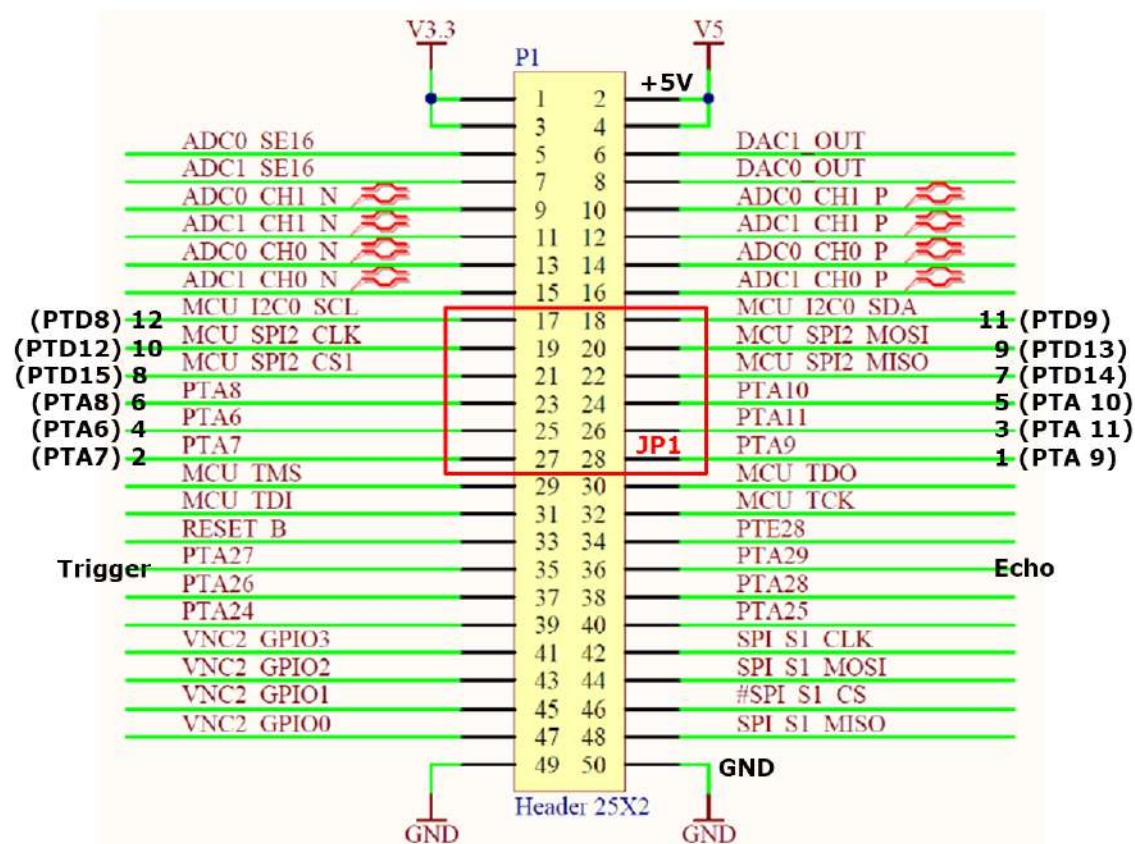 V3.3 V5
P1
+5V
1 2
3 4
ADC0 SE16 5 6 DAC1 OUT
ADC1 SE16 7 8 DAC0 OUT
ADC0 CH1 N 9 10 ADC0 CH1 P
ADC1 CH1 N 11 12 ADC1 CH1 P
ADC0 CH0 N 13 14 ADC0 CH0 P
ADC1 CH0 N 15 16 ADC1 CH0 P
(PTD8) 12 MCU I2C0 SCL 17 18 MCU I2C0 SDA 11 (PTD9)
(PTD12) 10 MCU SPI2 CLK 19 20 MCU SPI2 MOSI 9 (PTD13)
(PTD15) 8 MCU SPI2 CS1 21 22 MCU SPI2 MISO 7 (PTD14)
(PTA8) 6 PTA8 23 24 PTA10 5 (PTA 10)
(PTA6) 4 PTA6 25 26 PTA11 3 (PTA 11)
(PTA7) 2 PTA7 27 28 JP1 PTA9 1 (PTA 9)
MCU TMS 29 30 MCU TDO
MCU TDI 31 32 MCU TCK
RESET B 33 34 PTE28
Trigger PTA27 35 36 PTA29 Echo
PTA26 37 38 PTA28
PTA24 39 40 PTA25
VNC2 GPIO3 41 42 SPI S1 CLK
VNC2 GPIO2 43 44 SPI S1 MOSI
VNC2 GPIO1 45 46 #SPI S1 CS
VNC2 GPIO0 47 48 SPI S1 MISO
49 50 GND
Header 25X2
GND GND